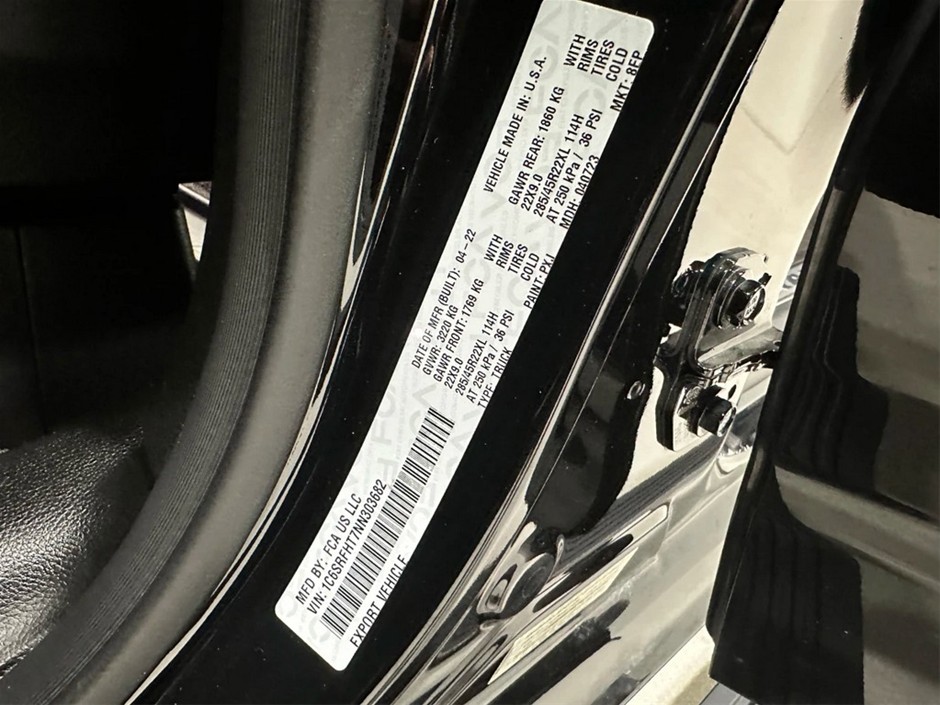 MFD BY: FCA US LLC
VIN: 1C6SRFHT7NN303682
EXPORT VEHICLE
DATE OF MFR (BUILT): 04-22
GVWR: 3220 KG
GAWR FRONT: 1769 KG WITH
22X9.0 RIMS
285/45R22XL 114H TIRES
AT 250 kPa / 36 PSI COLD
TYPE: TRUCK PAINT: PXJ
VEHICLE MADE IN: U.S.A.
GAWR REAR: 1860 KG WITH
22X9.0 RIMS
285/45R22XL 114H TIRES
AT 250 kPa / 36 PSI COLD
MDH: 040723 MKT: 8FP